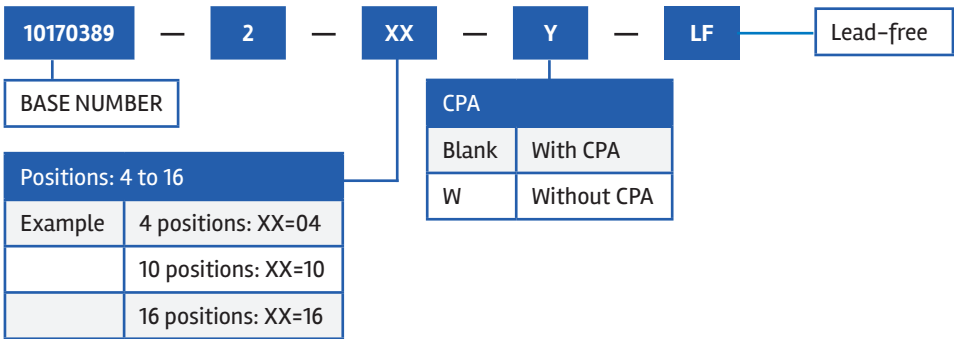 10170389 — 2 — XX — Y — LF Lead-free
BASE NUMBER
CPA
Blank With CPA
W Without CPA
Positions: 4 to 16
Example 4 positions: XX=04
10 positions: XX=10
16 positions: XX=16